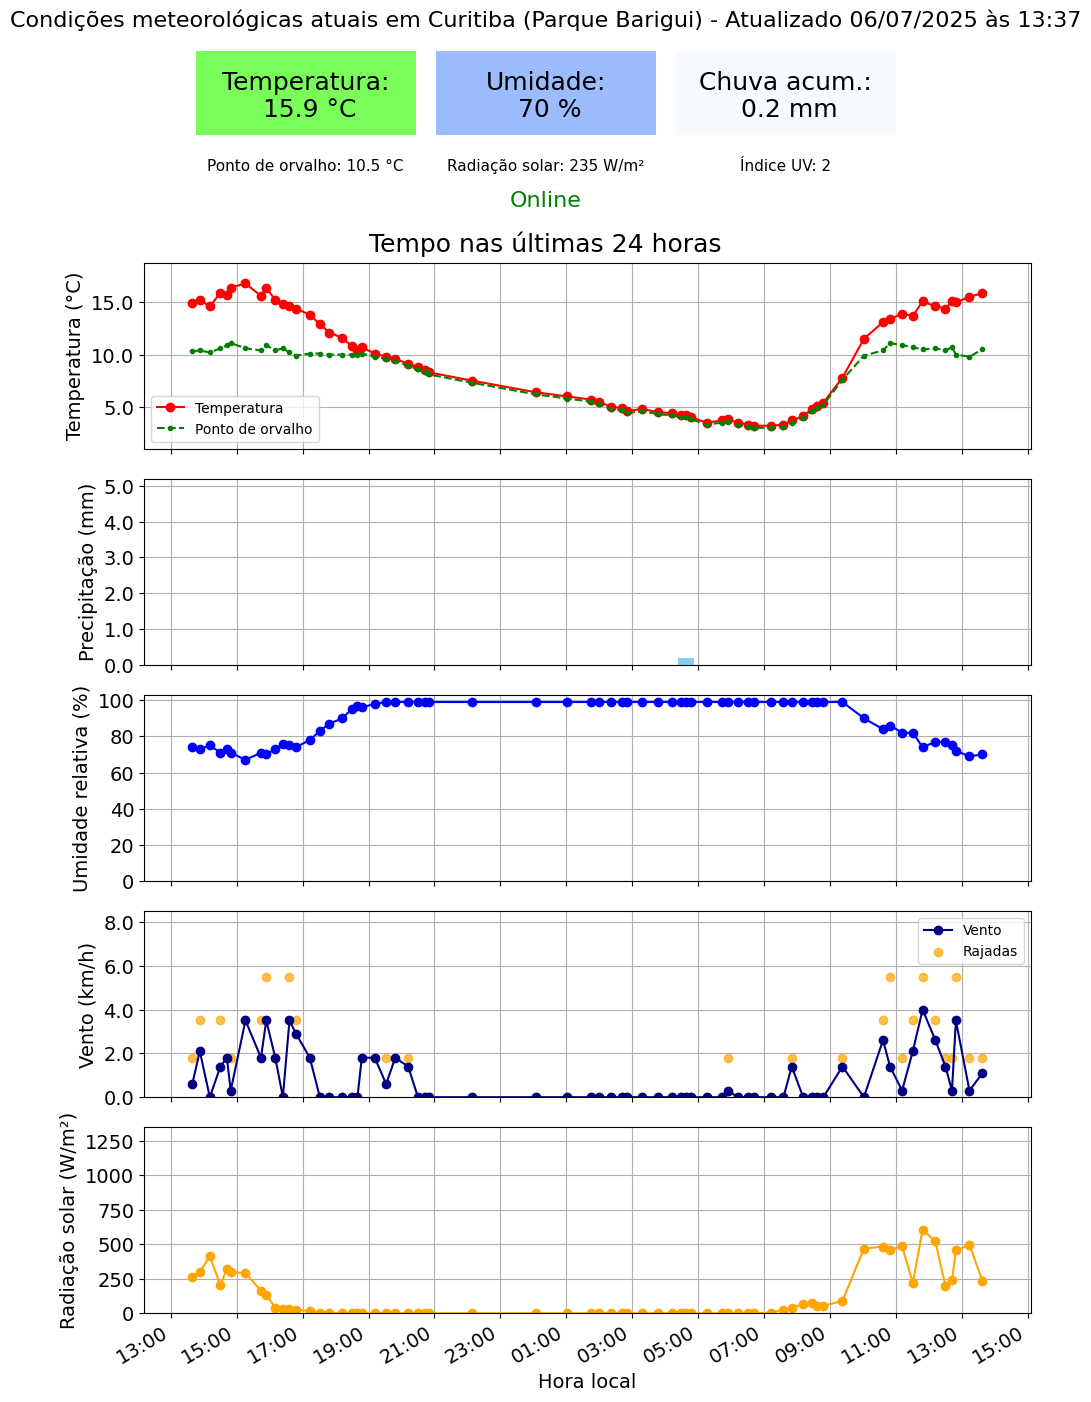 Condições meteorológicas atuais em Curitiba (Parque Barigui) - Atualizado 06/07/2025 às 13:37
Temperatura:
15.9 °C
Umidade:
70 %
Chuva acum.:
0.2 mm
Ponto de orvalho: 10.5 °C
Radiação solar: 235 W/m²
Índice UV: 2
Online
Tempo nas últimas 24 horas
Temperatura (°C)
15.0
10.0
5.0
Temperatura
Ponto de orvalho
Precipitação (mm)
5.0
4.0
3.0
2.0
1.0
0.0
Umidade relativa (%)
100
80
60
40
20
0
Vento (km/h)
8.0
6.0
4.0
2.0
0.0
Vento
Rajadas
Radiação solar (W/m²)
1250
1000
750
500
250
0
13:00
15:00
17:00
19:00
21:00
23:00
01:00
03:00
05:00
07:00
09:00
11:00
13:00
15:00
Hora local